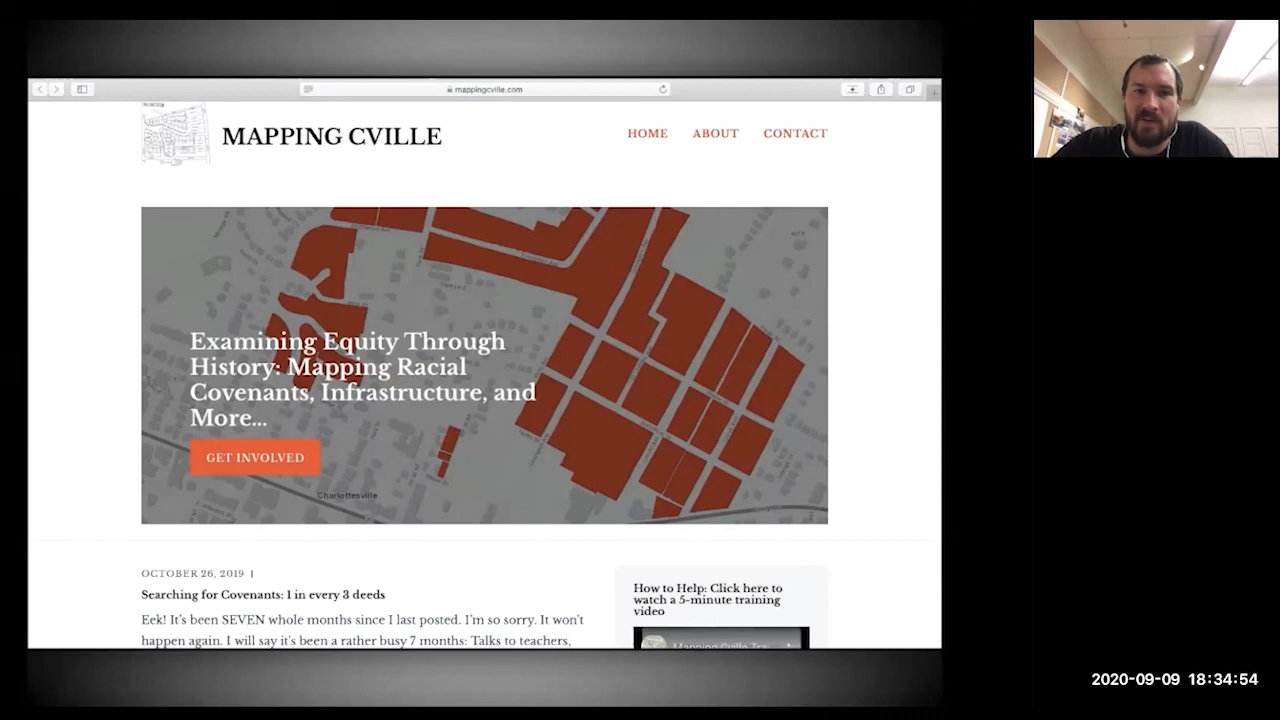 mappingcville.com
MAPPING CVILLE
HOME ABOUT CONTACT
Examining Equity Through
History: Mapping Racial
Covenants, Infrastructure, and
More...
GET INVOLVED
Charlottesville
OCTOBER 26, 2019 |
Searching for Covenants: 1 in every 3 deeds
Eek! It's been SEVEN whole months since I last posted. I'm so sorry. It won't
happen again. I will say it's been a rather busy 7 months: Talks to teachers,
How to Help: Click here to
watch a 5-minute training
video
Mapping Cville Tra
2020-09-09 18:34:54